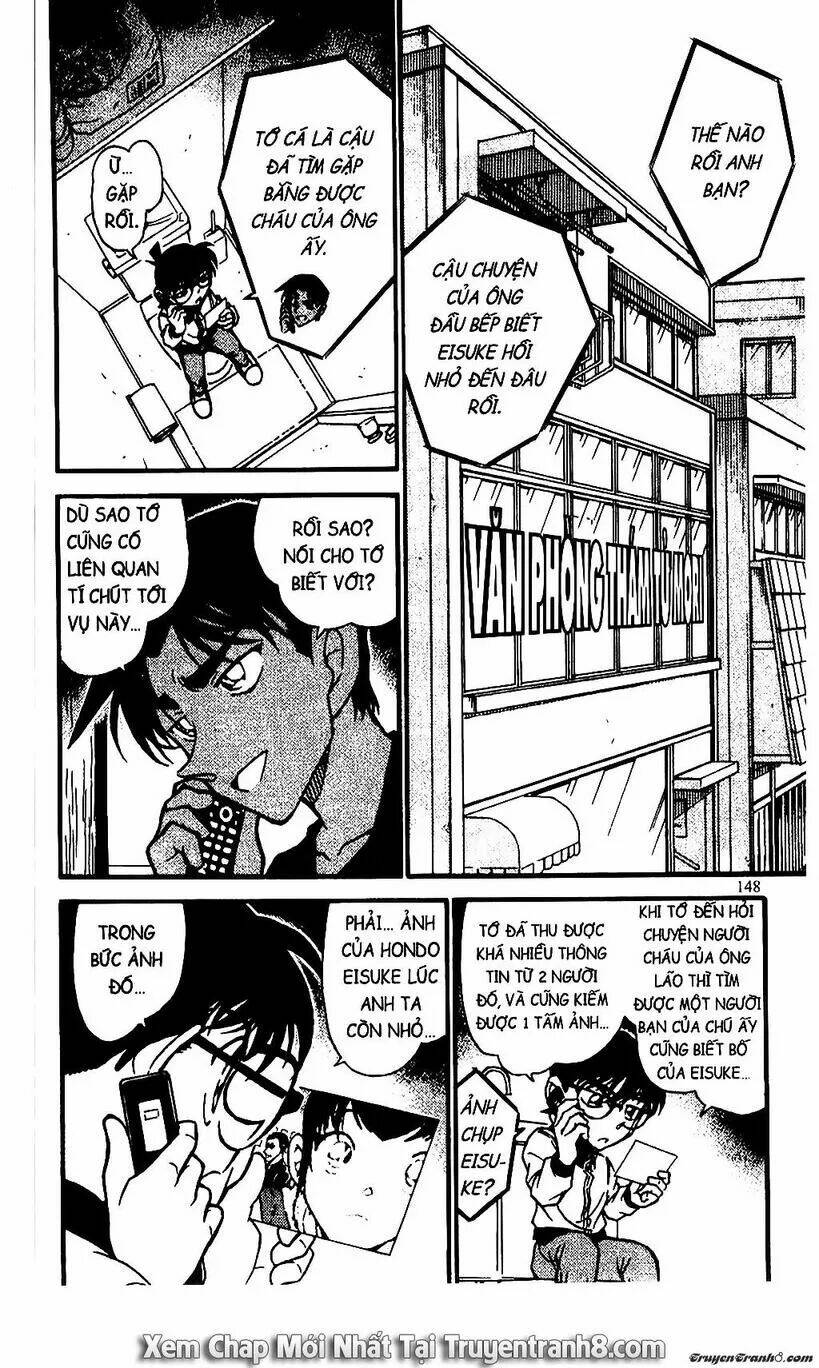 THẾ NÀO
RỒI ANH
BẠN?
CÂU CHUYỆN
CỦA ÔNG
ĐẦU BẾP BIẾT
EISUKE HỒI
NHỎ ĐẾN ĐÂU
RỒI.
VĂN PHÒNG THÁM TỬ MORI
TỚ CÁ LÀ CẬU
ĐÃ TÌM GẶP
BẰNG ĐƯỢC
CHÁU CỦA ÔNG
ẤY.
Ừ...
GẶP
RỒI.
RỒI SAO?
NÓI CHO TỚ
BIẾT VỚI?
DÙ SAO TỚ
CŨNG CÓ
LIÊN QUAN
TÍ CHÚT TỚI
VỤ NÀY...
148
KHI TỚ ĐẾN HỎI
CHUYỆN NGƯỜI
CHÁU CỦA ÔNG
LÃO THÌ TÌM
ĐƯỢC MỘT NGƯỜI
BẠN CỦA CHÚ ẤY
CŨNG BIẾT BỐ
CỦA EISUKE...
TỚ ĐÃ THU ĐƯỢC
KHÁ NHIỀU THÔNG
TIN TỪ 2 NGƯỜI
ĐÓ, VÀ CŨNG KIẾM
ĐƯỢC 1 TẤM ẢNH...
ẢNH
CHỤP
EISU-
KE?
PHẢI... ẢNH
CỦA HONDO
EISUKE LÚC
ANH TA
CÒN NHỎ...
TRONG
BỨC ẢNH
ĐÓ...
Xem Chap Mới Nhất Tại Truyentranh8.com
TruyenTranh8.com